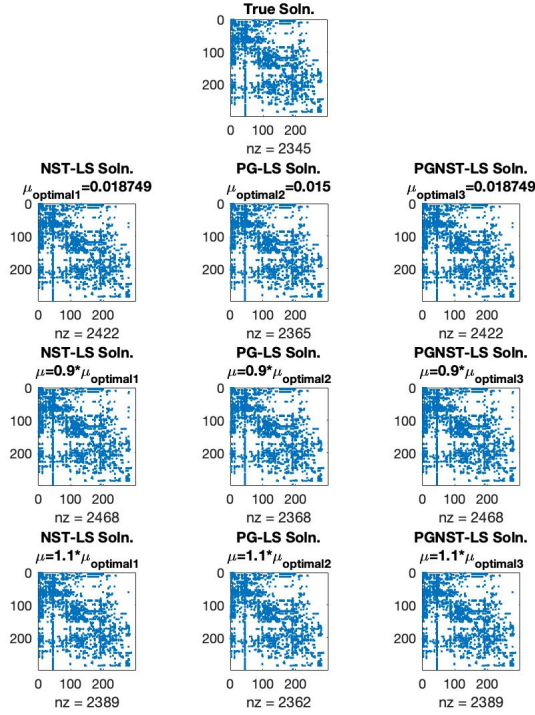 True Soln.
0
100
200
0 100 200
nz = 2345
NST-LS Soln. PG-LS Soln. PGNST-LS Soln.
μoptimal1=0.018749 μoptimal2=0.015 μoptimal3=0.018749
0 0 0
100 100 100
200 200 200
0 100 200 0 100 200 0 100 200
nz = 2422 nz = 2365 nz = 2422
NST-LS Soln. PG-LS Soln. PGNST-LS Soln.
μ=0.9*μoptimal1 μ=0.9*μoptimal2 μ=0.9*μoptimal3
0 0 0
100 100 100
200 200 200
0 100 200 0 100 200 0 100 200
nz = 2468 nz = 2368 nz = 2468
NST-LS Soln. PG-LS Soln. PGNST-LS Soln.
μ=1.1*μoptimal1 μ=1.1*μoptimal2 μ=1.1*μoptimal3
0 0 0
100 100 100
200 200 200
0 100 200 0 100 200 0 100 200
nz = 2389 nz = 2362 nz = 2389